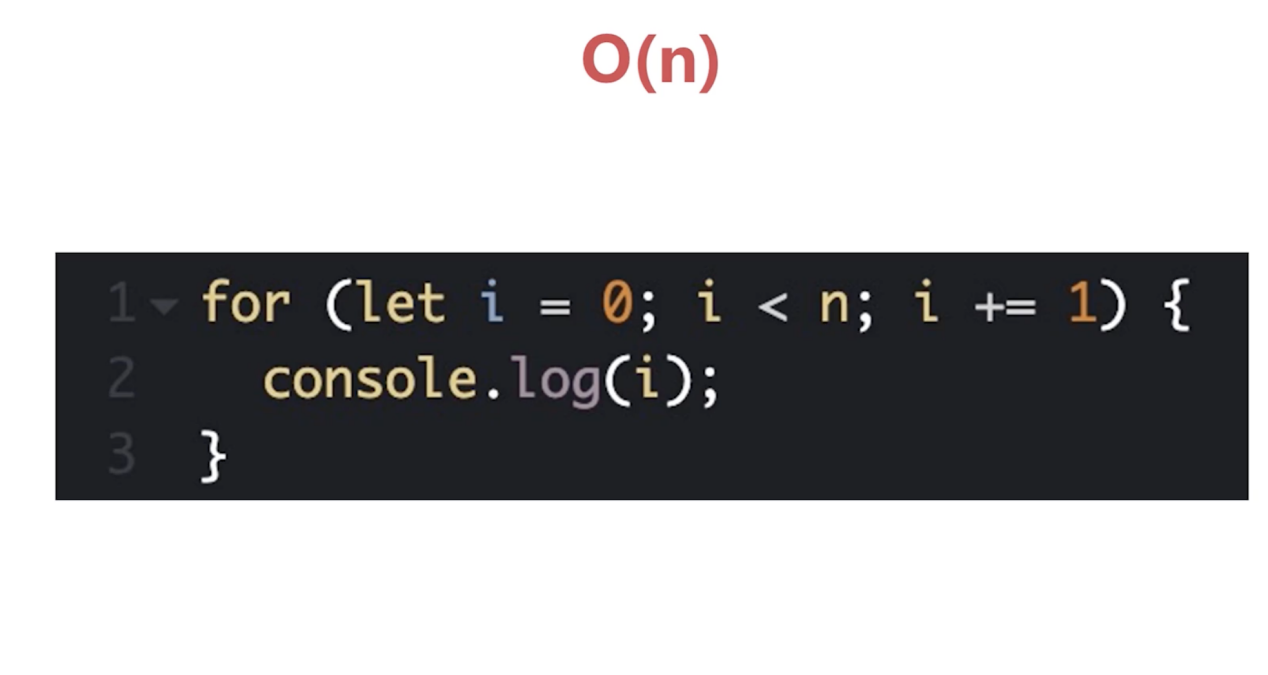 O(n)
1 for (let i = 0; i < n; i += 1) {
2 console.log(i);
3 }